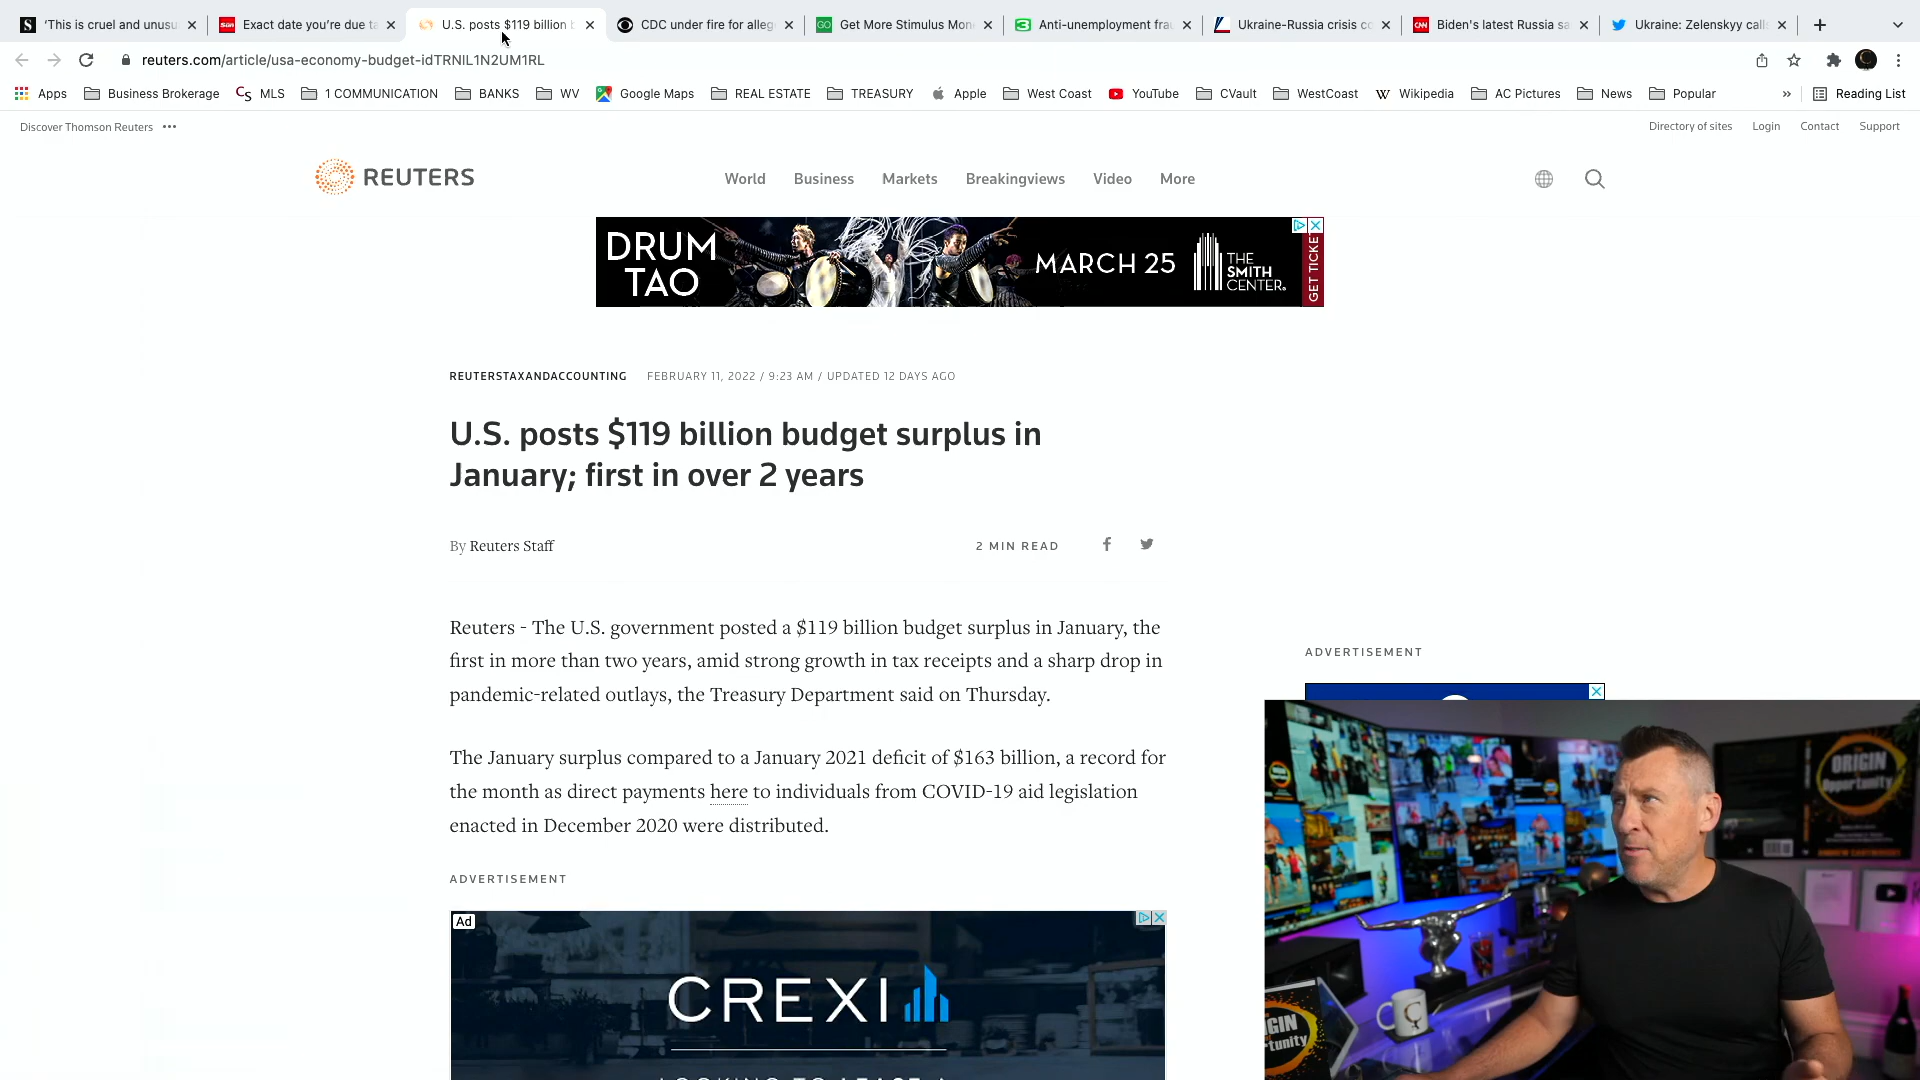 'This is cruel and unusu
Exact date you're due ta
U.S. posts $119 billion b
CDC under fire for alleg
Get More Stimulus Mon
Anti-unemployment frau
Ukraine-Russia crisis co
Biden's latest Russia sa
Ukraine: Zelenskyy calls
reuters.com/article/usa-economy-budget-idTRNIL1N2UM1RL
Apps
Business Brokerage
MLS
1 COMMUNICATION
BANKS
WV
Google Maps
REAL ESTATE
TREASURY
Apple
West Coast
YouTube
CVault
WestCoast
Wikipedia
AC Pictures
News
Popular
Reading List
Discover Thomson Reuters
Directory of sites
Login
Contact
Support
REUTERS
World
Business
Markets
Breakingviews
Video
More
DRUM
TAO
MARCH 25
THE
SMITH
CENTER.
GET TICKE
REUTERSTAXANDACCOUNTING
FEBRUARY 11, 2022 / 9:23 AM / UPDATED 12 DAYS AGO
U.S. posts $119 billion budget surplus in
January; first in over 2 years
By Reuters Staff
2 MIN READ
Reuters - The U.S. government posted a $119 billion budget surplus in January, the
first in more than two years, amid strong growth in tax receipts and a sharp drop in
pandemic-related outlays, the Treasury Department said on Thursday.
ADVERTISEMENT
The January surplus compared to a January 2021 deficit of $163 billion, a record for
the month as direct payments here to individuals from COVID-19 aid legislation
enacted in December 2020 were distributed.
ADVERTISEMENT
Ad
CREXI
LOOKING TO LEASE A
ORIGIN
Opportunity
GIN
unity